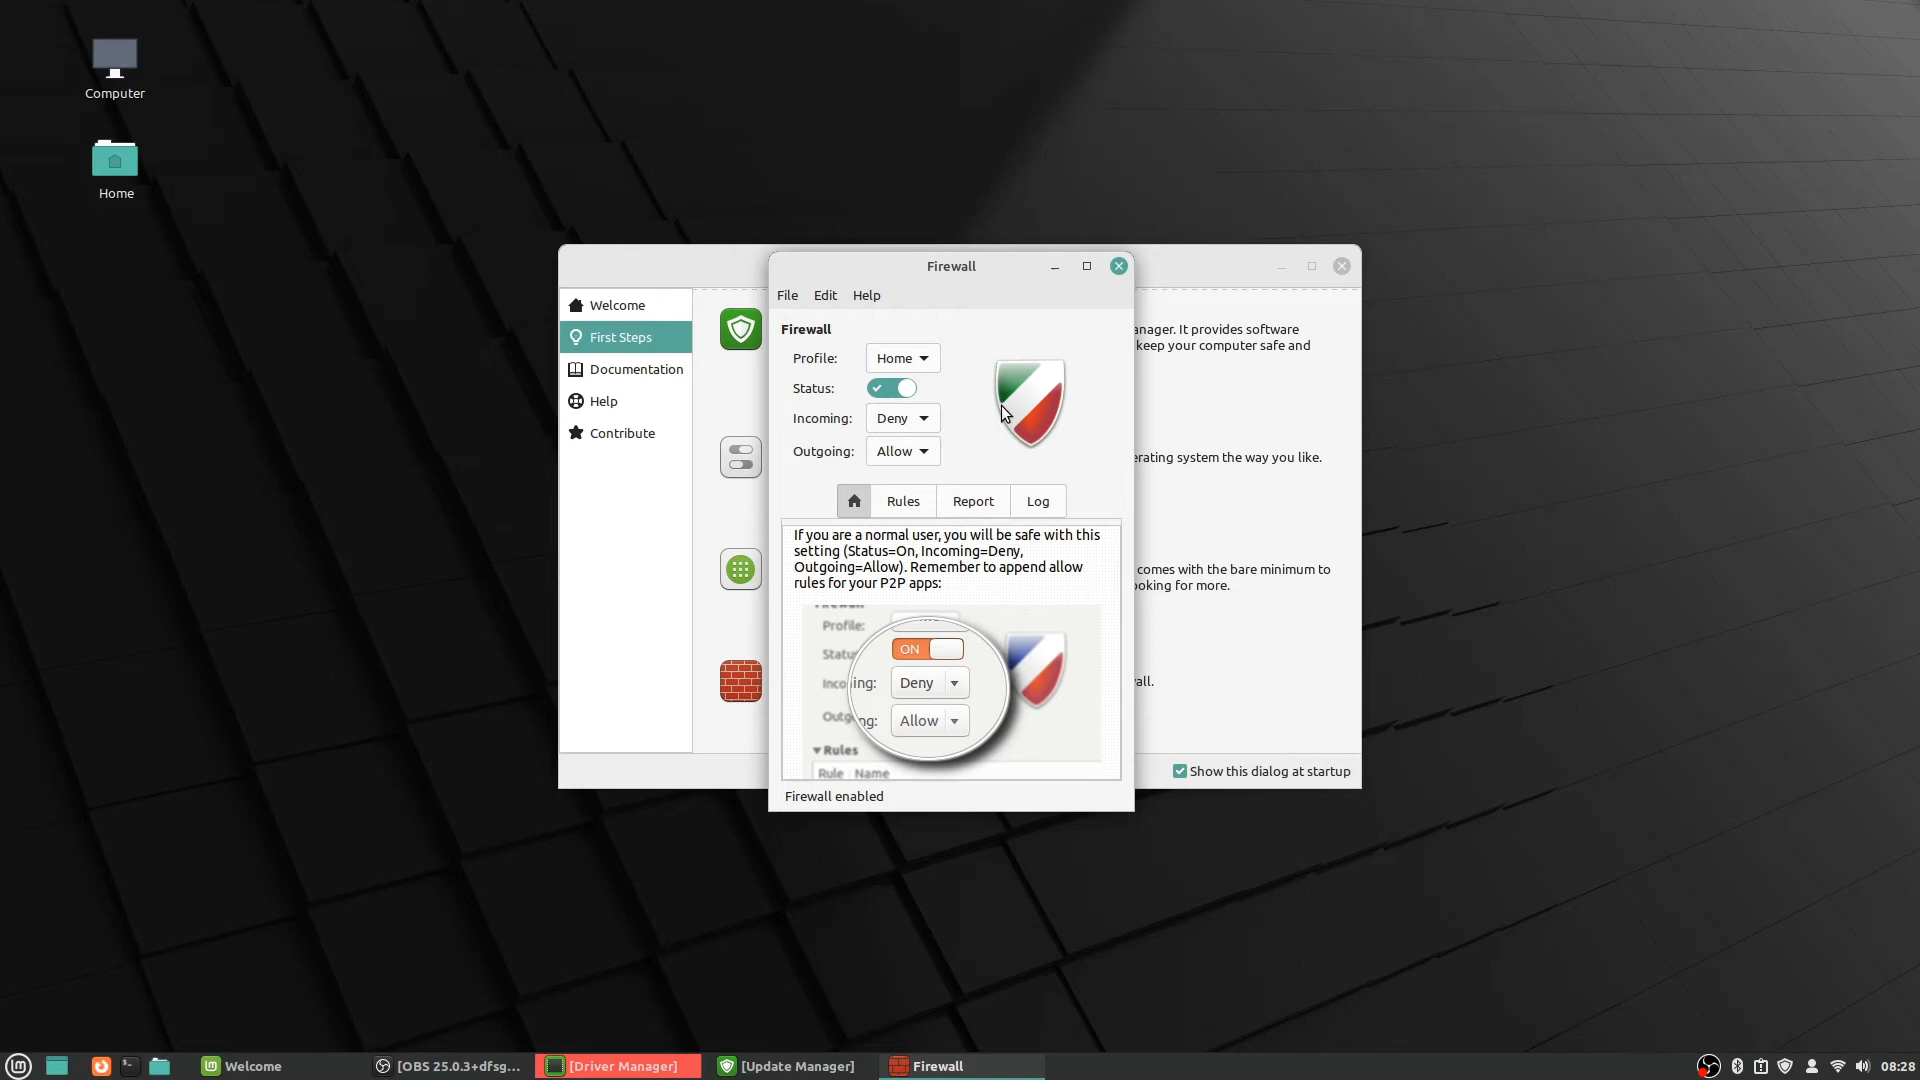 Computer
Home
Firewall
File Edit Help
Welcome
First Steps
Documentation
Help
Contribute
Firewall
Profile: Home
Status:
Incoming: Deny
Outgoing: Allow
Rules Report Log
If you are a normal user, you will be safe with this
setting (Status=On, Incoming=Deny,
Outgoing=Allow). Remember to append allow
rules for your P2P apps:
Profile:
ON
ing: Deny
ng: Allow
Rules
Rule Name
Firewall enabled
anager. It provides software
keep your computer safe and
erating system the way you like.
comes with the bare minimum to
ooking for more.
all.
Show this dialog at startup
Welcome
[OBS 25.0.3+dfsg...
[Driver Manager]
[Update Manager]
Firewall
08:28